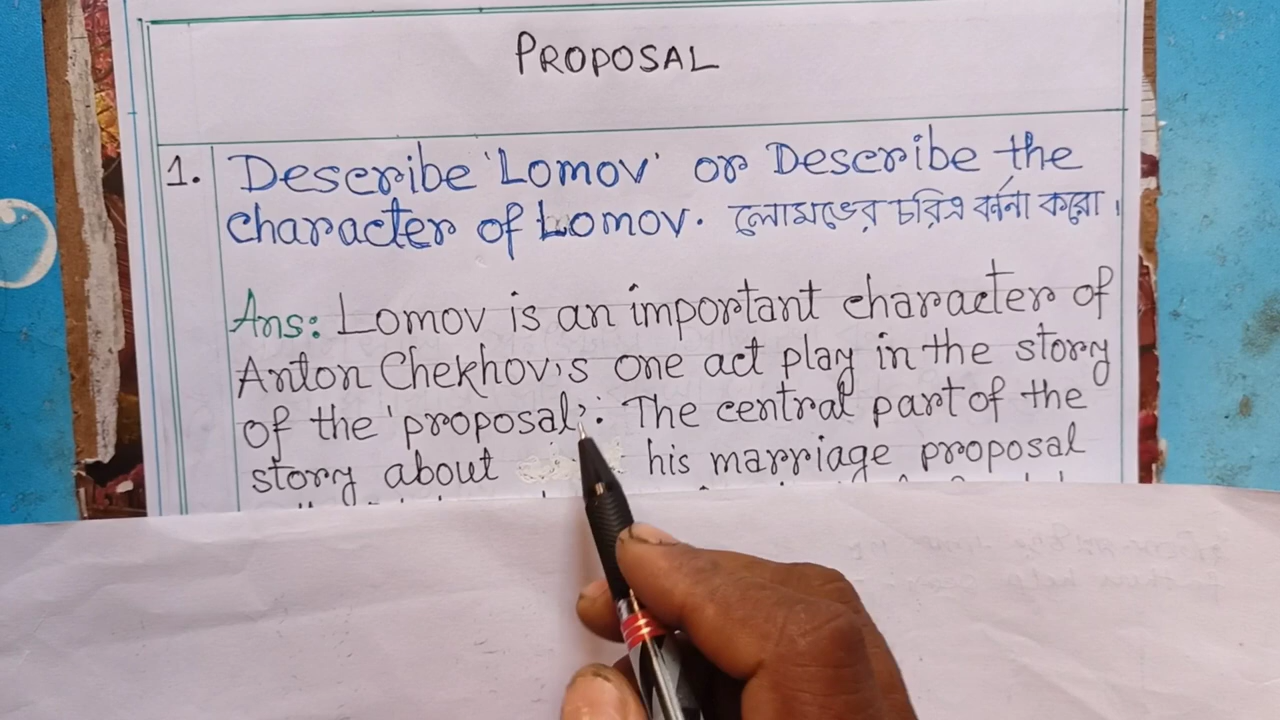 PROPOSAL
1. Describe 'Lomov' or Describe the
character of Lomov. লোমভের চরিত্র বর্ণনা করো।
Ans: Lomov is an important character of
Anton Chekhov's one act play in the story
of the 'proposal'. The central part of the
story about his marriage proposal